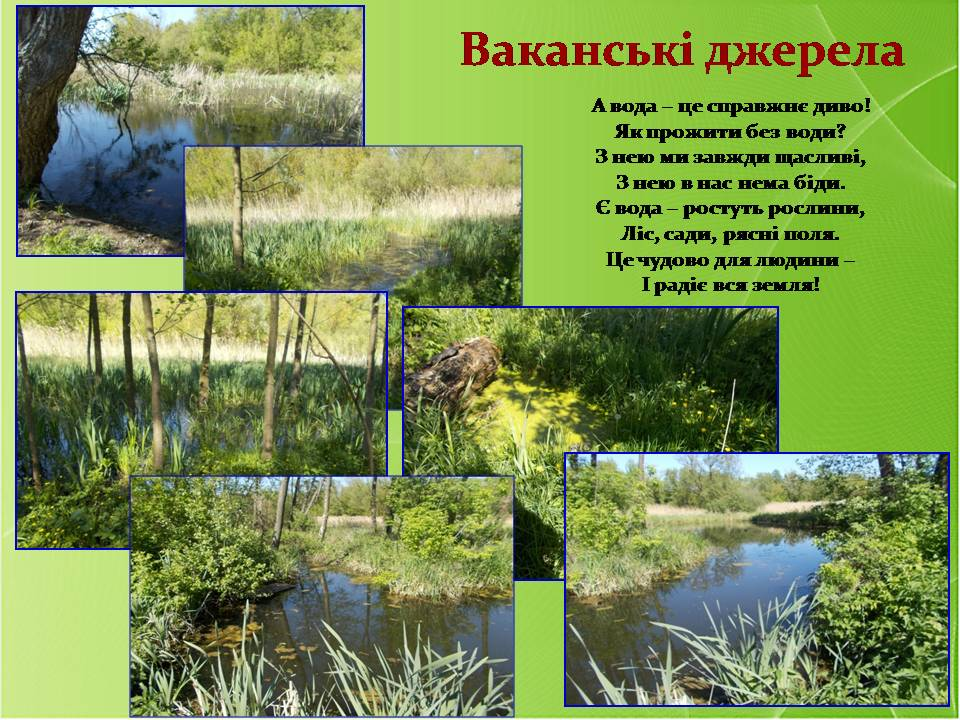 Ваканські джерела
А вода – це справжнє диво!
Як прожити без води?
З нею ми завжди щасливі,
З нею в нас нема біди.
Є вода – ростуть рослини,
Ліс, сади, рясні поля.
Це чудово для людини –
І радіє вся земля!